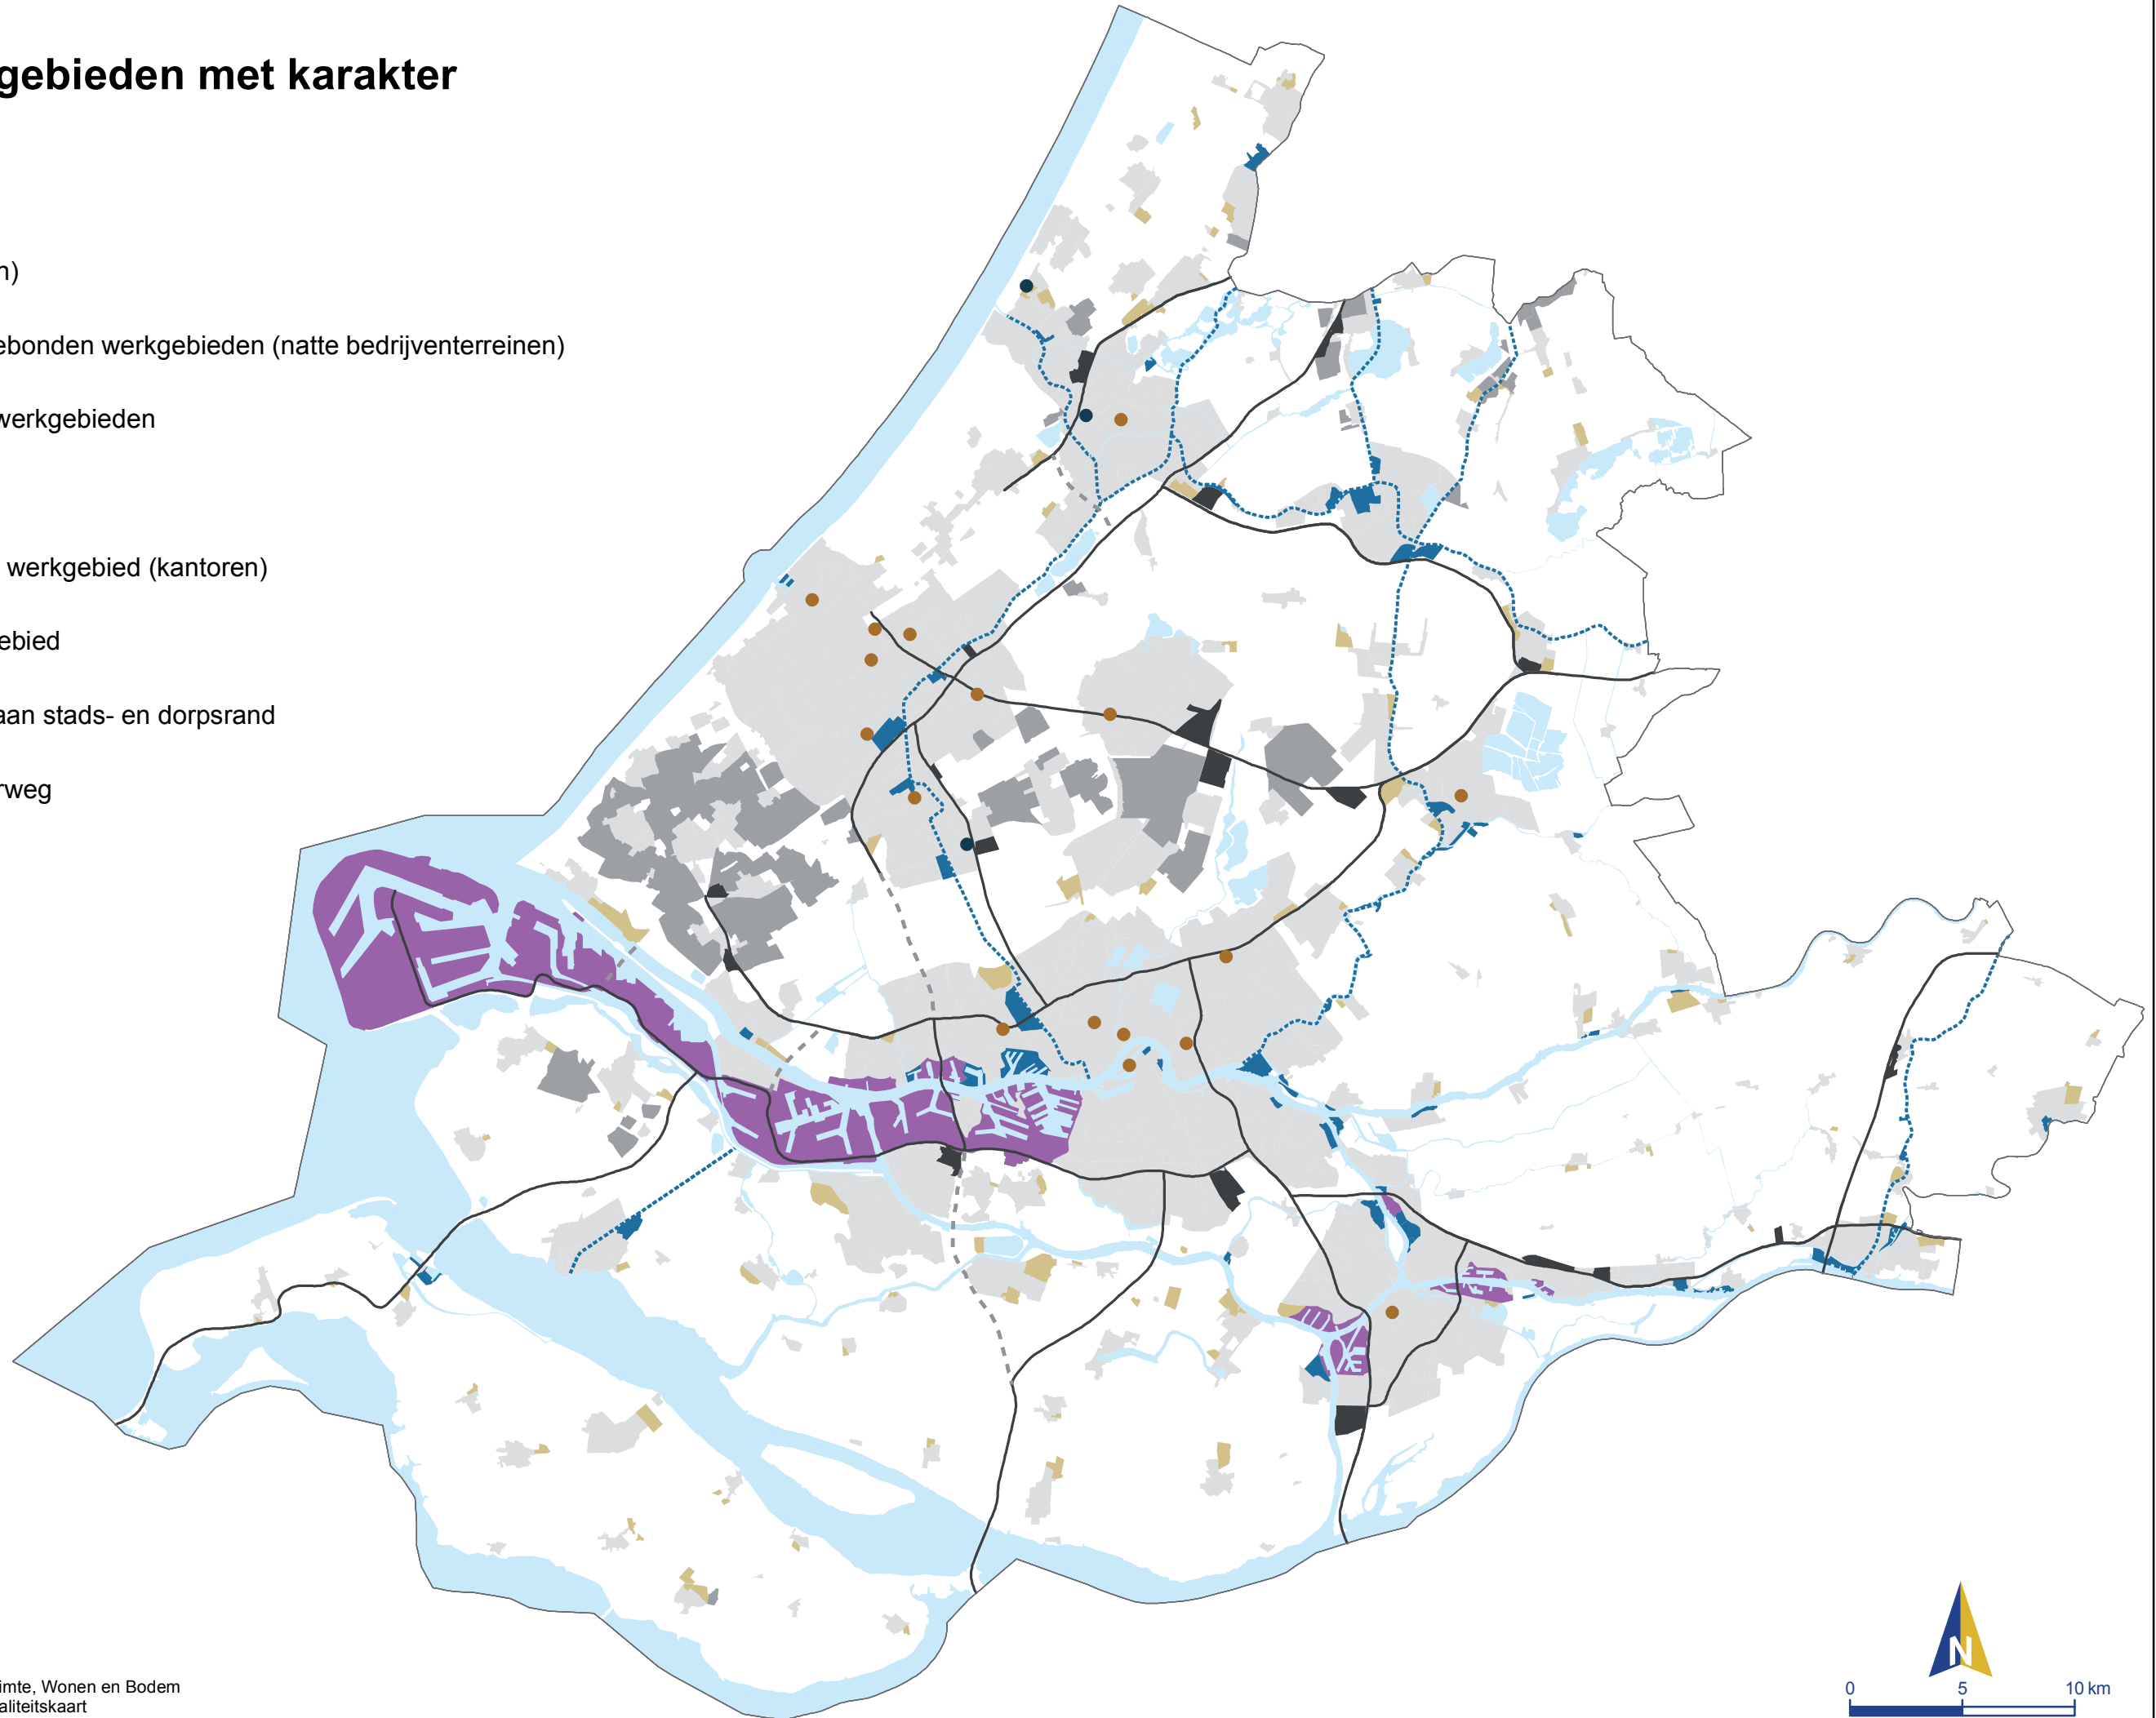 gebieden met karakter
n)
ebonden werkgebieden (natte bedrijventerreinen)
werkgebieden
werkgebied (kantoren)
ebied
aan stads- en dorpsrand
rweg
imte, Wonen en Bodem
aliteitskaart
N
0 5 10 km